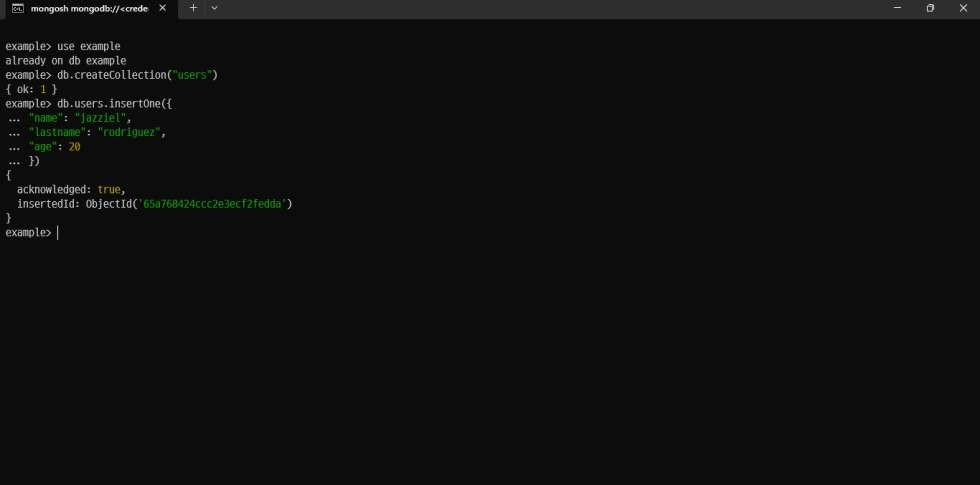 mongosh mongodb://<crede
example> use example
already on db example
example> db.createCollection("users")
{ ok: 1 }
example> db.users.insertOne({
... "name": "jazziel",
... "lastname": "rodriguez",
... "age": 20
... })
{
  acknowledged: true,
  insertedId: ObjectId('65a768424ccc2e3ecf2fedda')
}
example>